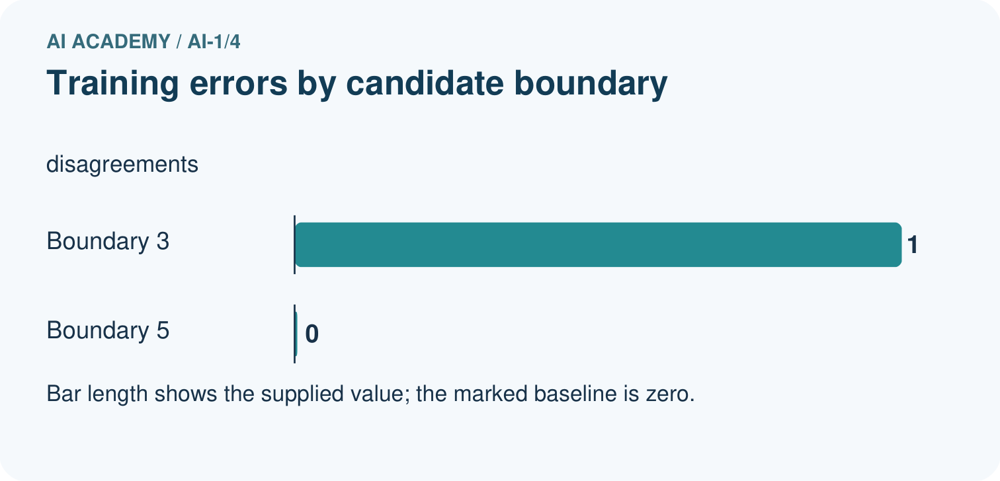 AI ACADEMY / AI-1/4
Training errors by candidate boundary
disagreements
Boundary 3
1
Boundary 5
0
Bar length shows the supplied value; the marked baseline is zero.